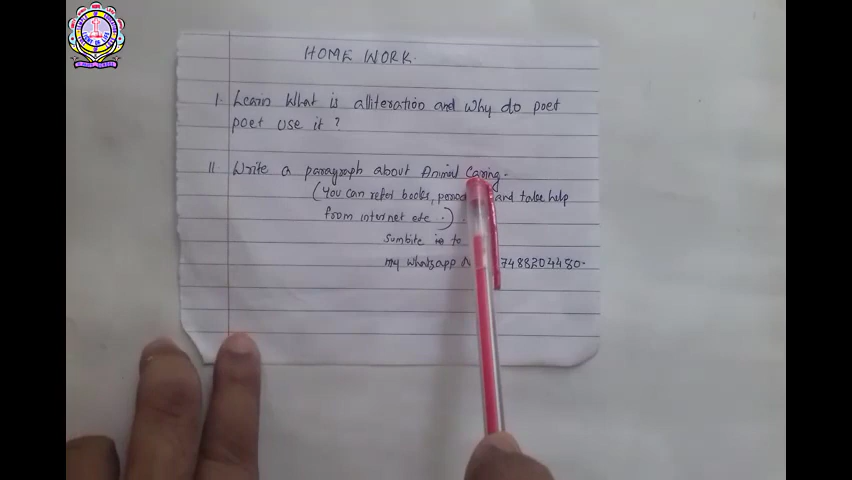 HOME WORK.
I. Learn What is alliteration and why do poet
poet use it ?
II. Write a paragraph about Animal Caring.
(You can refer books, and take help
from internet etc .) .
Sumbite ie to
my Whatsapp 7488204480.